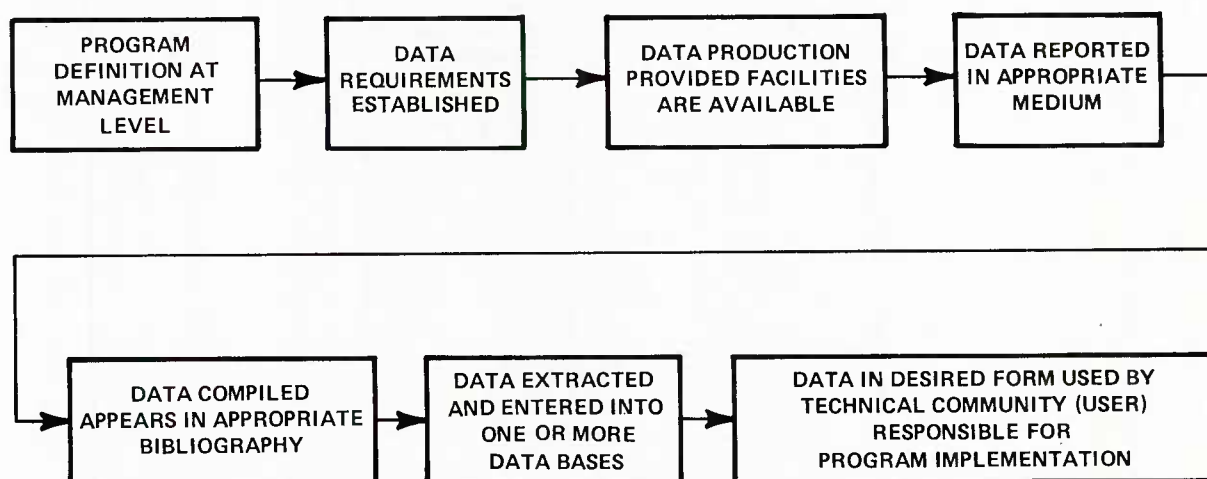 PROGRAM
DEFINITION AT
MANAGEMENT
LEVEL
DATA
REQUIREMENTS
ESTABLISHED
DATA PRODUCTION
PROVIDED FACILITIES
ARE AVAILABLE
DATA REPORTED
IN APPROPRIATE
MEDIUM
DATA COMPILED
APPEARS IN APPROPRIATE
BIBLIOGRAPHY
DATA EXTRACTED
AND ENTERED INTO
ONE OR MORE
DATA BASES
DATA IN DESIRED FORM USED BY
TECHNICAL COMMUNITY (USER)
RESPONSIBLE FOR
PROGRAM IMPLEMENTATION